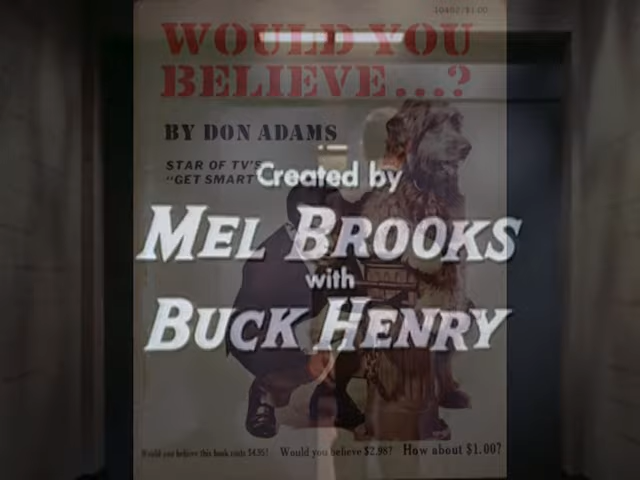 10402/$1.00
WOULD YOU
BELIEVE...?
BY DON ADAMS
STAR OF TV'S
"GET SMART"
Created by
MEL BROOKS
with
BUCK HENRY
Would you believe this book costs $4.95? Would you believe $2.98? How about $1.00?